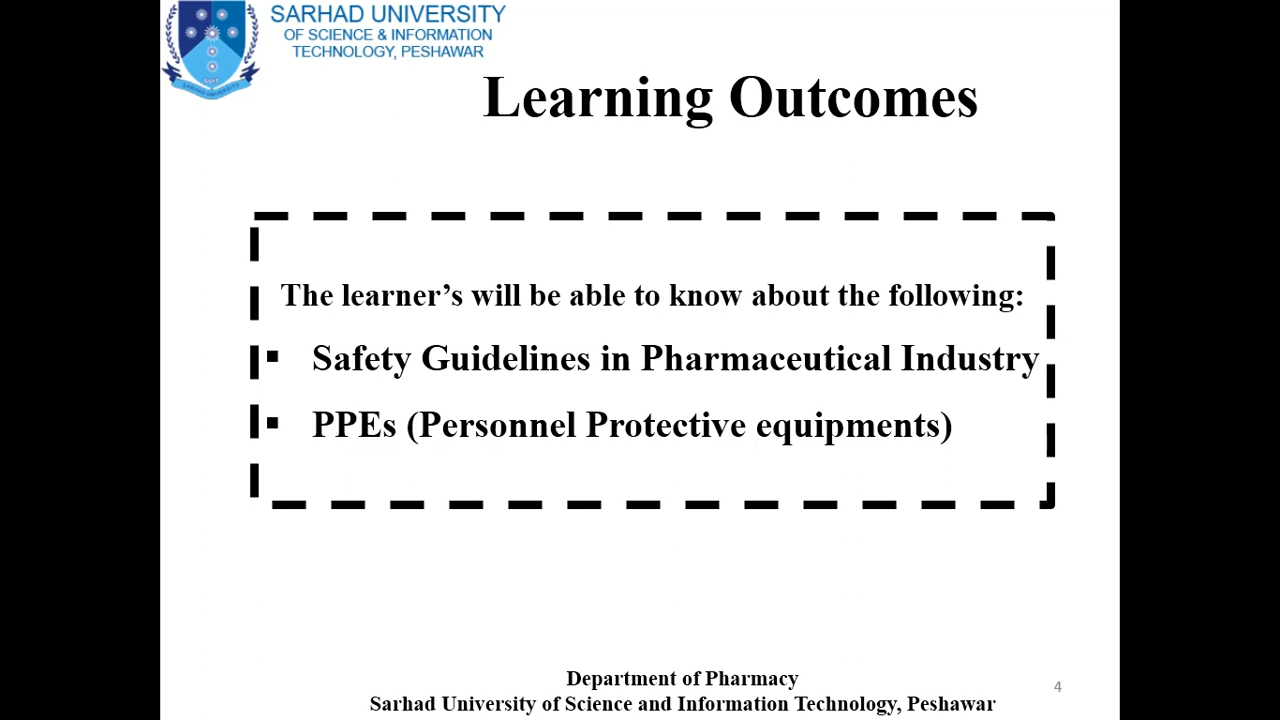 SARHAD UNIVERSITY
OF SCIENCE & INFORMATION
TECHNOLOGY, PESHAWAR
Learning Outcomes
The learner’s will be able to know about the following:
▪ Safety Guidelines in Pharmaceutical Industry
▪ PPEs (Personnel Protective equipments)
Department of Pharmacy
Sarhad University of Science and Information Technology, Peshawar
4